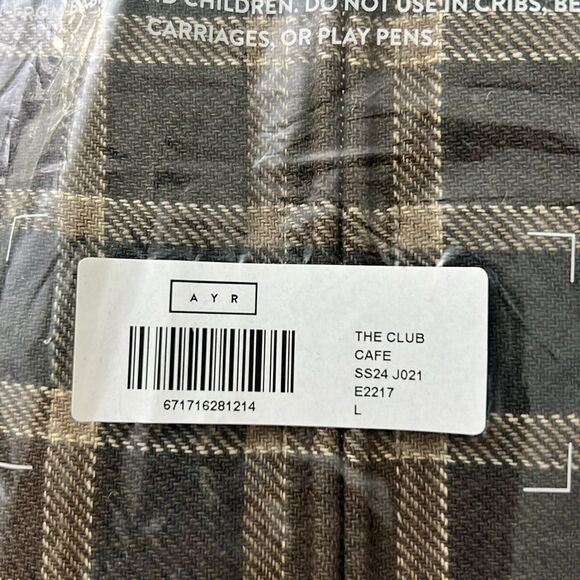 AND CHILDREN. DO NOT USE IN CRIBS, BE
CARRIAGES, OR PLAY PENS.
AYR
671716281214
THE CLUB
CAFE
SS24 J021
E2217
L